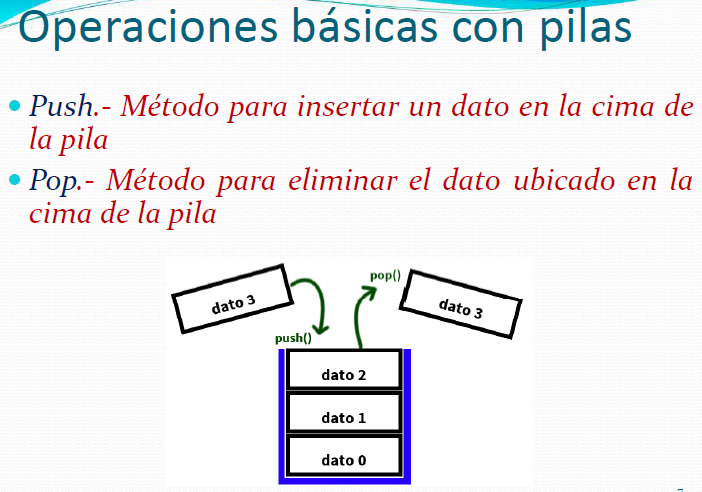 Operaciones básicas con pilas
Push.- Método para insertar un dato en la cima de
la pila
Pop.- Método para eliminar el dato ubicado en la
cima de la pila
pop()
dato 3
dato 3
push()
dato 2
dato 1
dato 0